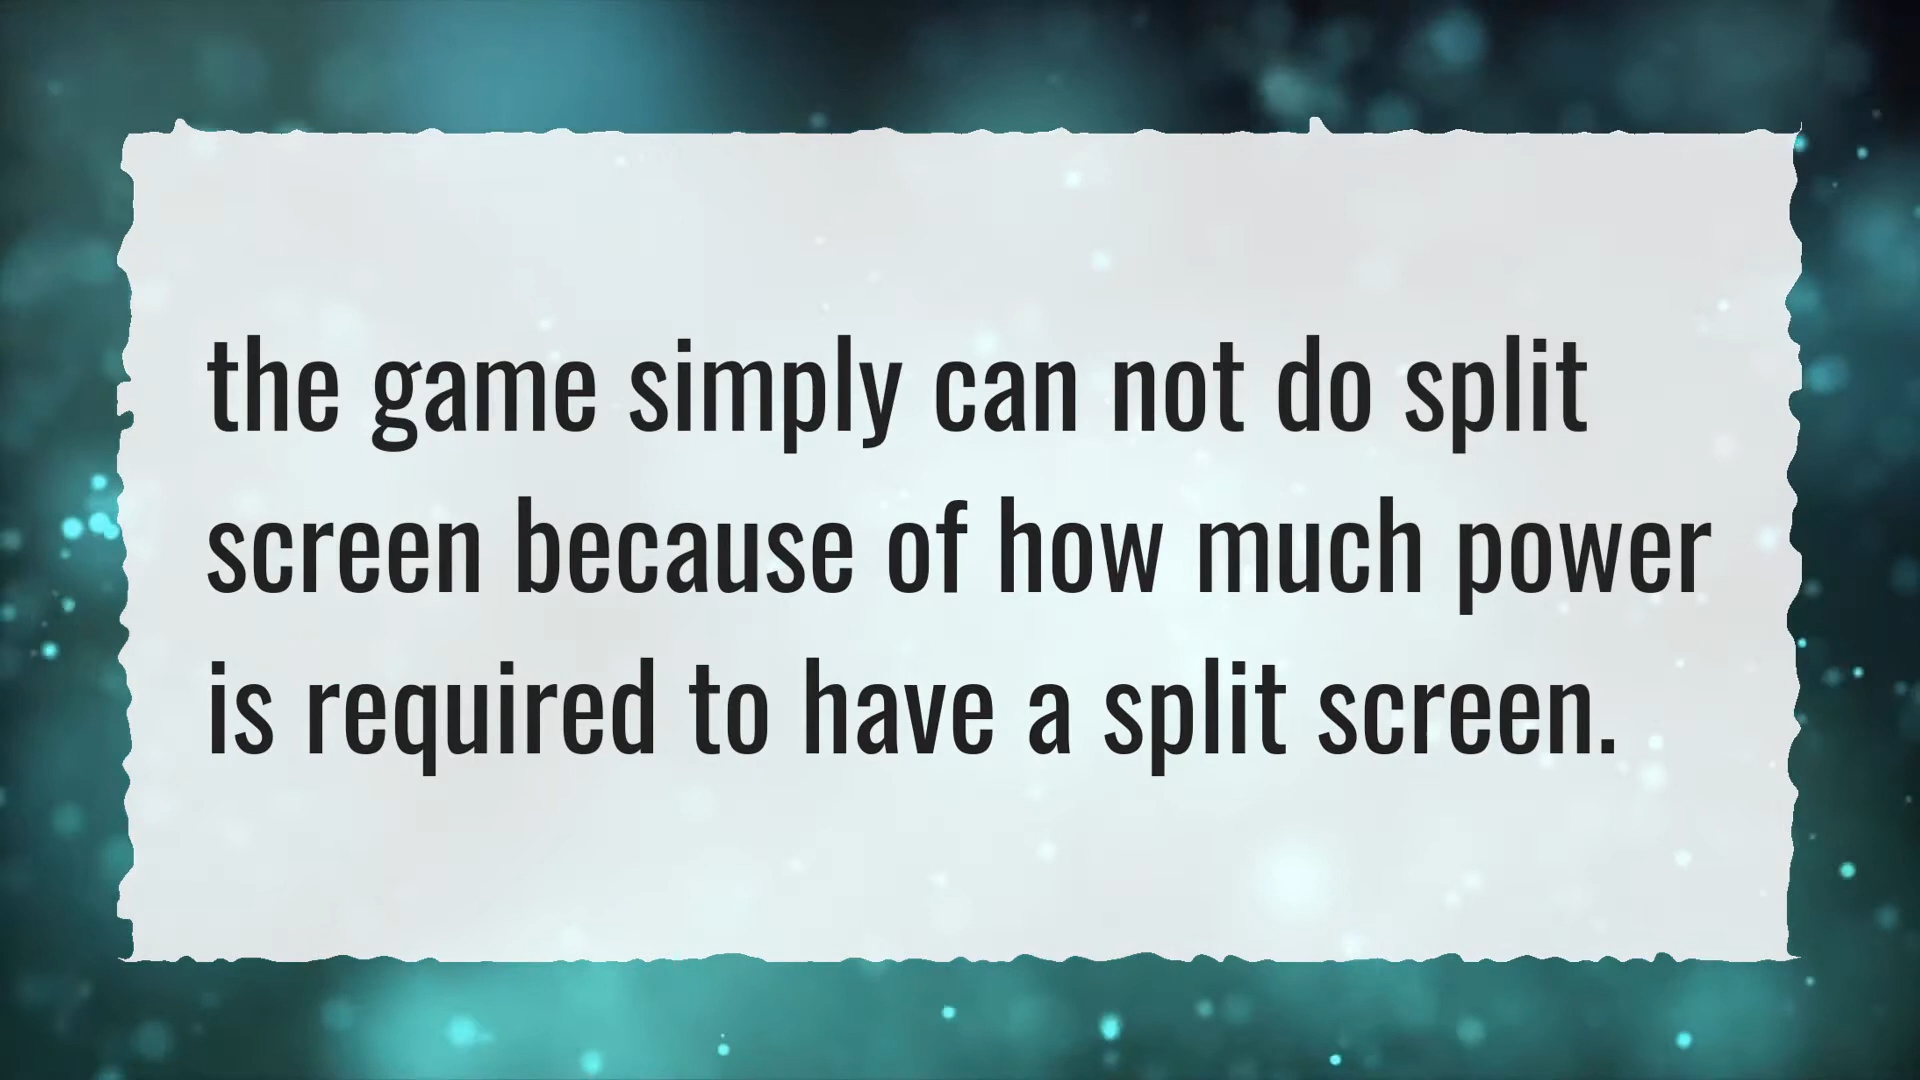 the game simply can not do split
screen because of how much power
is required to have a split screen.